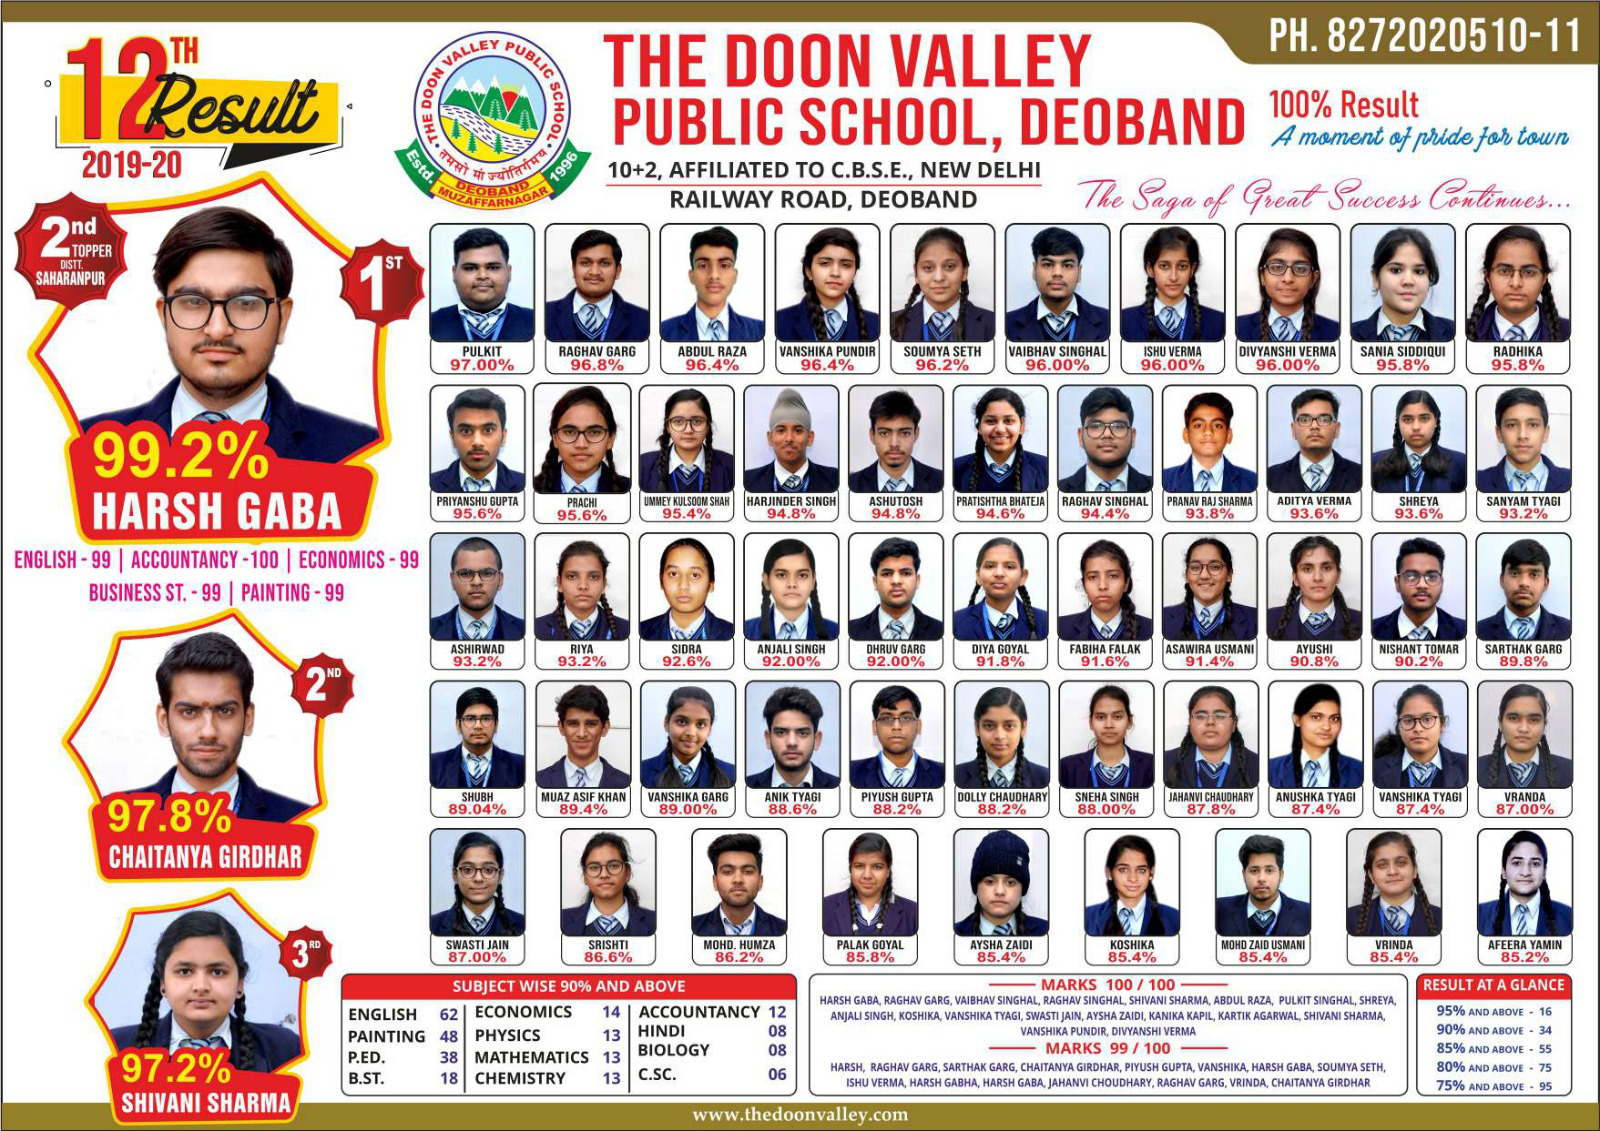 PH. 8272020510-11
12TH
Result
2019-20
THE DOON VALLEY PUBLIC SCHOOL
तमसो मा ज्योतिर्गमय
Estd. 1996
DEOBAND
MUZAFFARNAGAR
THE DOON VALLEY
PUBLIC SCHOOL, DEOBAND
10+2, AFFILIATED TO C.B.S.E., NEW DELHI
RAILWAY ROAD, DEOBAND
100% Result
A moment of pride for town
The Saga of Great Success Continues...
2nd
TOPPER
DISTT.
SAHARANPUR
1ST
99.2%
HARSH GABA
ENGLISH - 99 | ACCOUNTANCY -100 | ECONOMICS - 99
BUSINESS ST. - 99 | PAINTING - 99
2ND
97.8%
CHAITANYA GIRDHAR
3RD
97.2%
SHIVANI SHARMA
PULKIT RAGHAV GARG ABDUL RAZA VANSHIKA PUNDIR SOUMYA SETH VAIBHAV SINGHAL ISHU VERMA DIVYANSHI VERMA SANIA SIDDIQUI RADHIKA
97.00% 96.8% 96.4% 96.4% 96.2% 96.00% 96.00% 96.00% 95.8% 95.8%
PRIYANSHU GUPTA PRACHI UMMEY KULSOOM SHAH HARJINDER SINGH ASHUTOSH PRATISHTHA BHATEJA RAGHAV SINGHAL PRANAV RAJ SHARMA ADITYA VERMA SHREYA SANYAM TYAGI
95.6% 95.6% 95.4% 94.8% 94.8% 94.6% 94.4% 93.8% 93.6% 93.6% 93.2%
ASHIRWAD RIYA SIDRA ANJALI SINGH DHRUV GARG DIYA GOYAL FABIHA FALAK ASAWIRA USMANI AYUSHI NISHANT TOMAR SARTHAK GARG
93.2% 93.2% 92.6% 92.00% 92.00% 91.8% 91.6% 91.4% 90.8% 90.2% 89.8%
SHUBH MUAZ ASIF KHAN VANSHIKA GARG ANIK TYAGI PIYUSH GUPTA DOLLY CHAUDHARY SNEHA SINGH JAHANVI CHAUDHARY ANUSHKA TYAGI VANSHIKA TYAGI VRANDA
89.04% 89.4% 89.00% 88.6% 88.2% 88.2% 88.00% 87.8% 87.4% 87.4% 87.00%
SWASTI JAIN SRISHTI MOHD. HUMZA PALAK GOYAL AYSHA ZAIDI KOSHIKA MOHD ZAID USMANI VRINDA AFEERA YAMIN
87.00% 86.6% 86.2% 85.8% 85.4% 85.4% 85.4% 85.4% 85.2%
SUBJECT WISE 90% AND ABOVE
ENGLISH 62
PAINTING 48
P.ED. 38
B.ST. 18
ECONOMICS 14
PHYSICS 13
MATHEMATICS 13
CHEMISTRY 13
ACCOUNTANCY 12
HINDI 08
BIOLOGY 08
C.SC. 06
MARKS 100 / 100
HARSH GABA, RAGHAV GARG, VAIBHAV SINGHAL, RAGHAV SINGHAL, SHIVANI SHARMA, ABDUL RAZA, PULKIT SINGHAL, SHREYA,
ANJALI SINGH, KOSHIKA, VANSHIKA TYAGI, SWASTI JAIN, AYSHA ZAIDI, KANIKA KAPIL, KARTIK AGARWAL, SHIVANI SHARMA,
VANSHIKA PUNDIR, DIVYANSHI VERMA
MARKS 99 / 100
HARSH, RAGHAV GARG, SARTHAK GARG, CHAITANYA GIRDHAR, PIYUSH GUPTA, VANSHIKA, HARSH GABA, SOUMYA SETH,
ISHU VERMA, HARSH GABHA, HARSH GABA, JAHANVI CHOUDHARY, RAGHAV GARG, VRINDA, CHAITANYA GIRDHAR
RESULT AT A GLANCE
95% AND ABOVE - 16
90% AND ABOVE - 34
85% AND ABOVE - 55
80% AND ABOVE - 75
75% AND ABOVE - 95
www.thedoonvalley.com